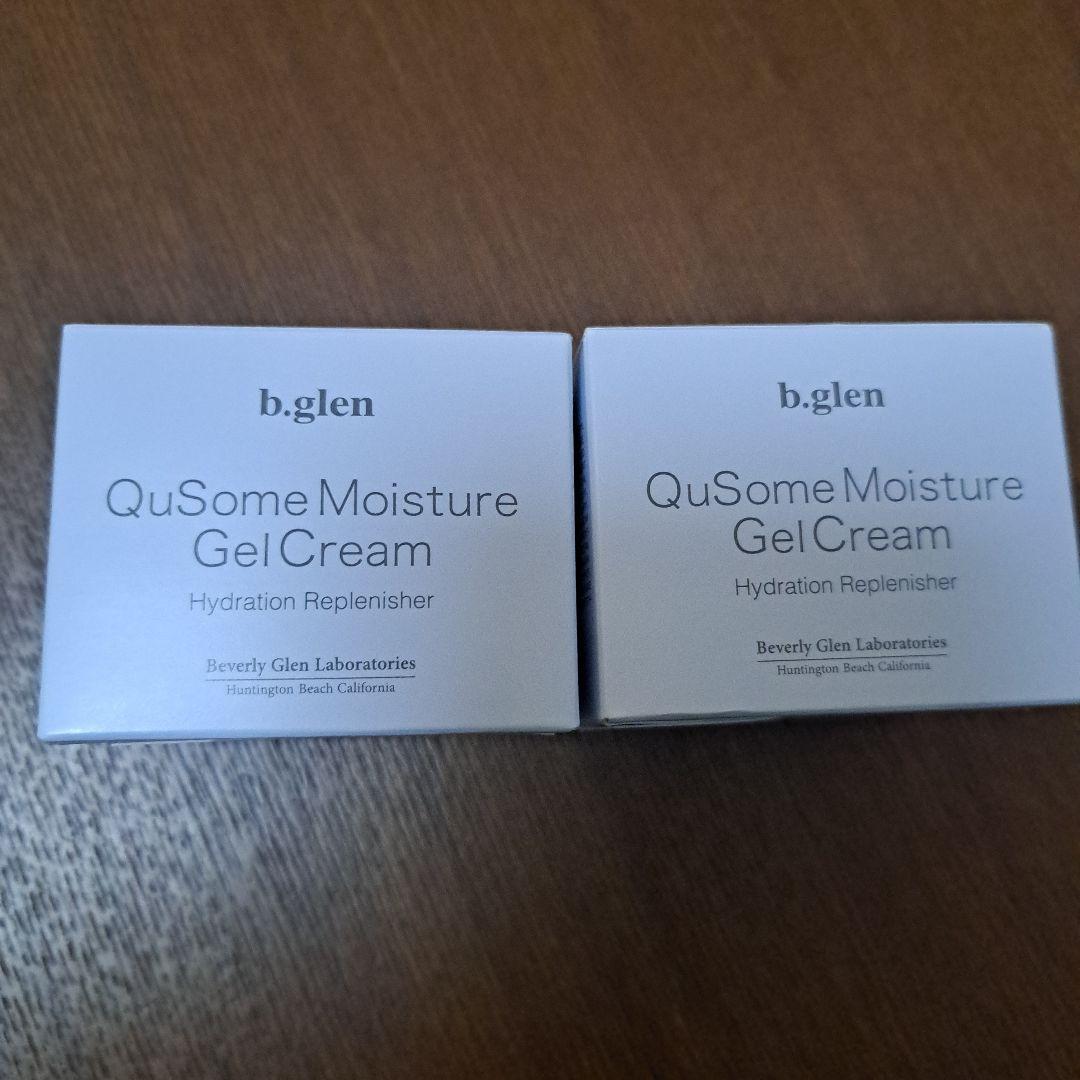 b.glen
QuSome Moisture
Gel Cream
Hydration Replenisher
Beverly Glen Laboratories
Huntington Beach California
b.glen
QuSome Moisture
Gel Cream
Hydration Replenisher
Beverly Glen Laboratories
Huntington Beach California